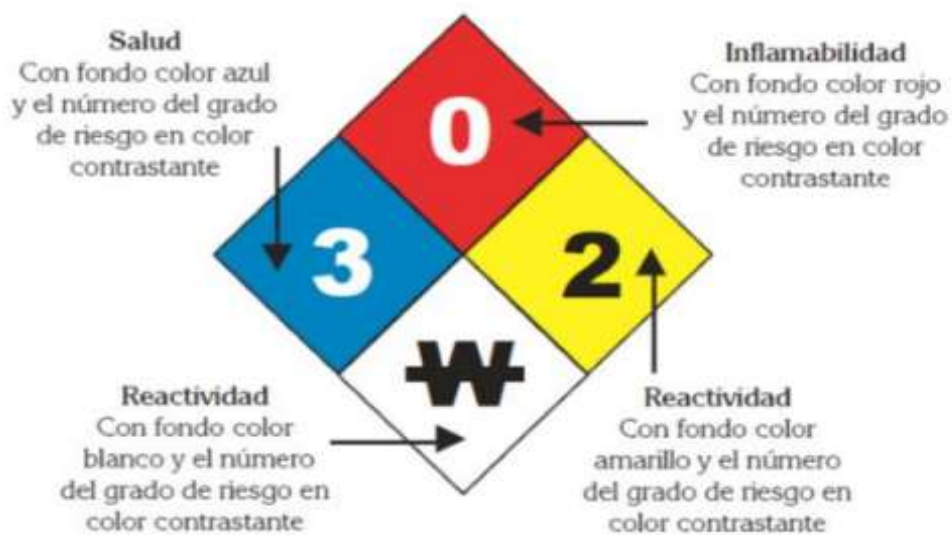 Salud
Con fondo color azul
y el número del grado
de riesgo en color
contrastante
Inflamabilidad
Con fondo color rojo
y el número del grado
de riesgo en color
contrastante
0
3
2
W
Reactividad
Con fondo color
blanco y el número
del grado de riesgo en
color contrastante
Reactividad
Con fondo color
amarillo y el número
del grado de riesgo en
color contrastante